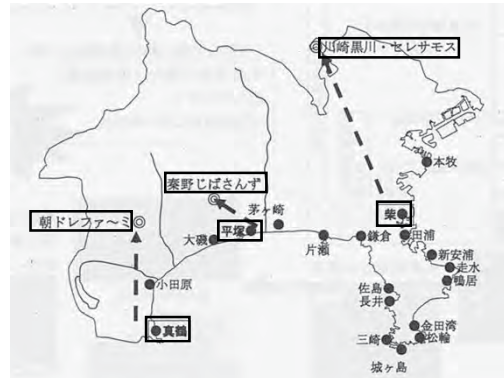 川崎黒川・セレサモス
本牧
秦野じばさんず
朝ドレファ～ミ
茅ヶ崎
柴
平塚
大磯
片瀬
鎌倉
田浦
新安浦
走水
鴨居
小田原
佐島
長井
真鶴
金田湾
三崎
松輪
城ヶ島